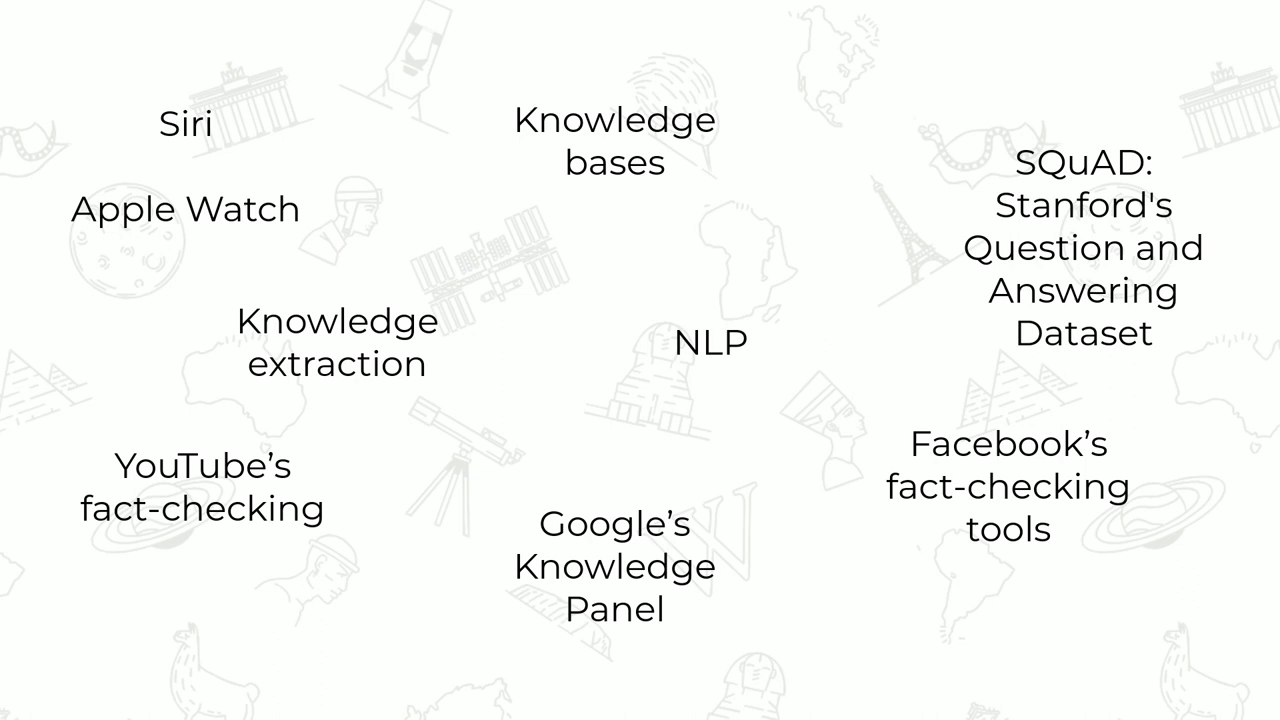 Siri
Knowledge
bases
SQuAD:
Stanford's
Question and
Answering
Dataset
Apple Watch
Knowledge
extraction
NLP
YouTube’s
fact-checking
Facebook’s
fact-checking
tools
Google’s
Knowledge
Panel